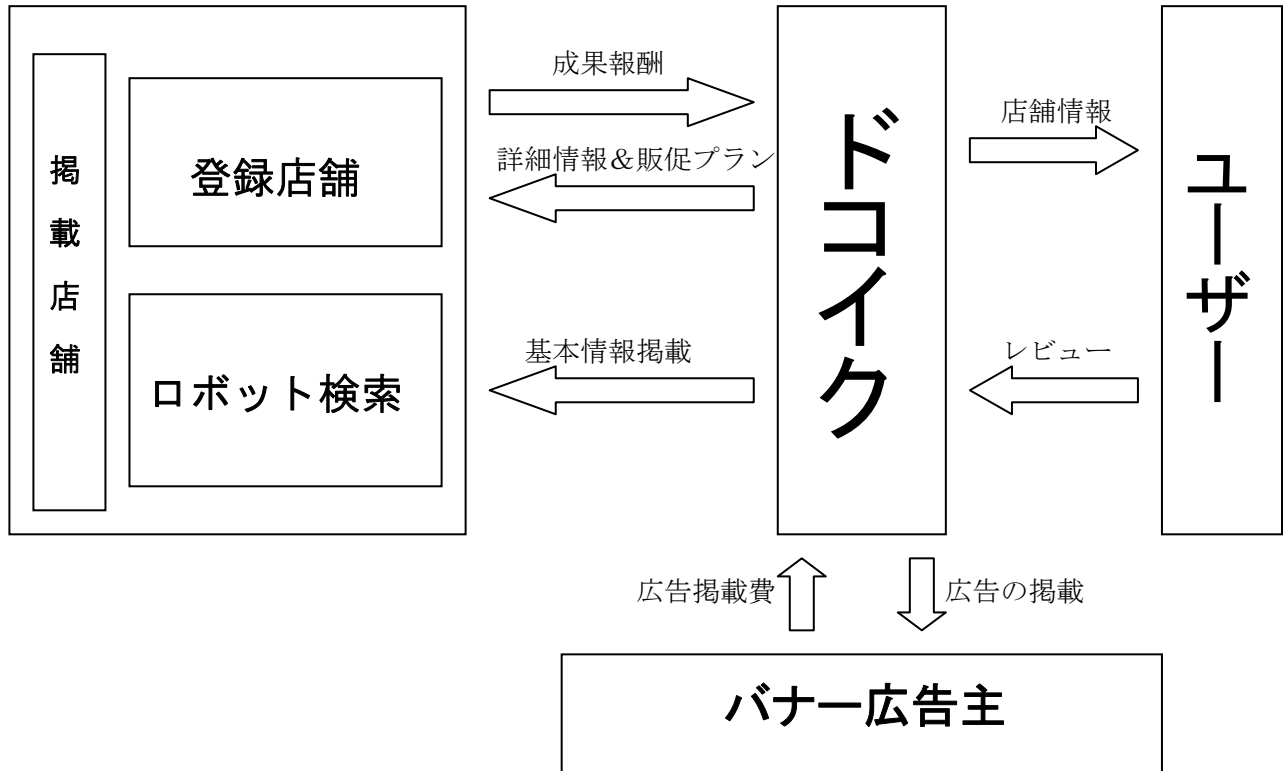 掲載店舗
登録店舗
ロボット検索
成果報酬
詳細情報&販促プラン
基本情報掲載
ドコイク
店舗情報
レビュー
ユーザー
広告掲載費
広告の掲載
バナー広告主